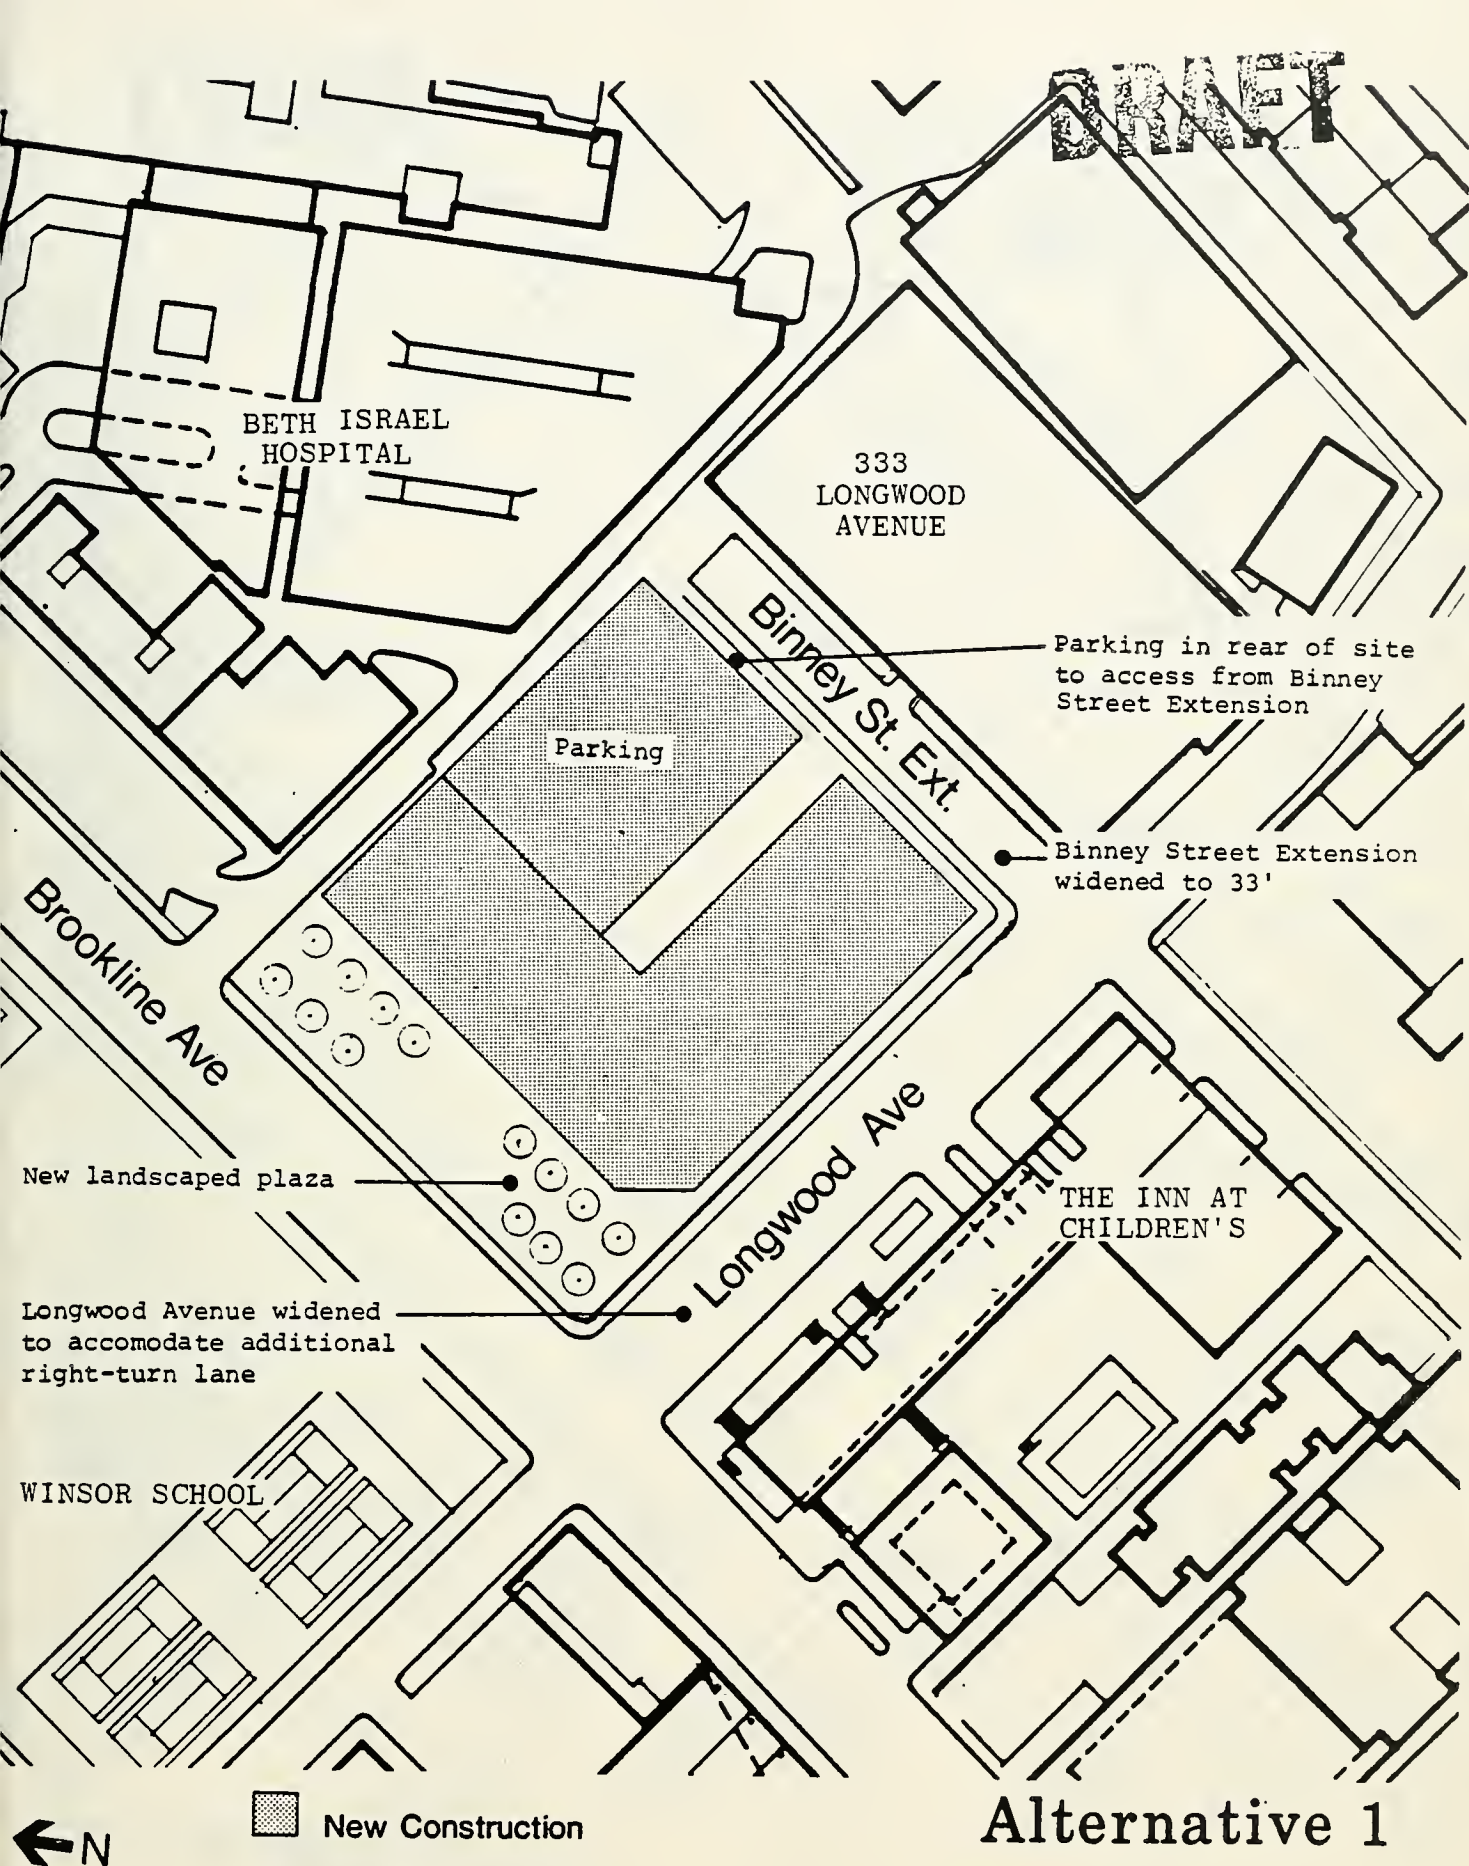 DRAFT
BETH ISRAEL
HOSPITAL
333
LONGWOOD
AVENUE
Binney St. Ext.
Parking in rear of site
to access from Binney
Street Extension
Parking
Binney Street Extension
widened to 33'
Brookline Ave
Longwood Ave
New landscaped plaza
THE INN AT
CHILDREN'S
Longwood Avenue widened
to accomodate additional
right-turn lane
WINSOR SCHOOL
New Construction
Alternative 1
N